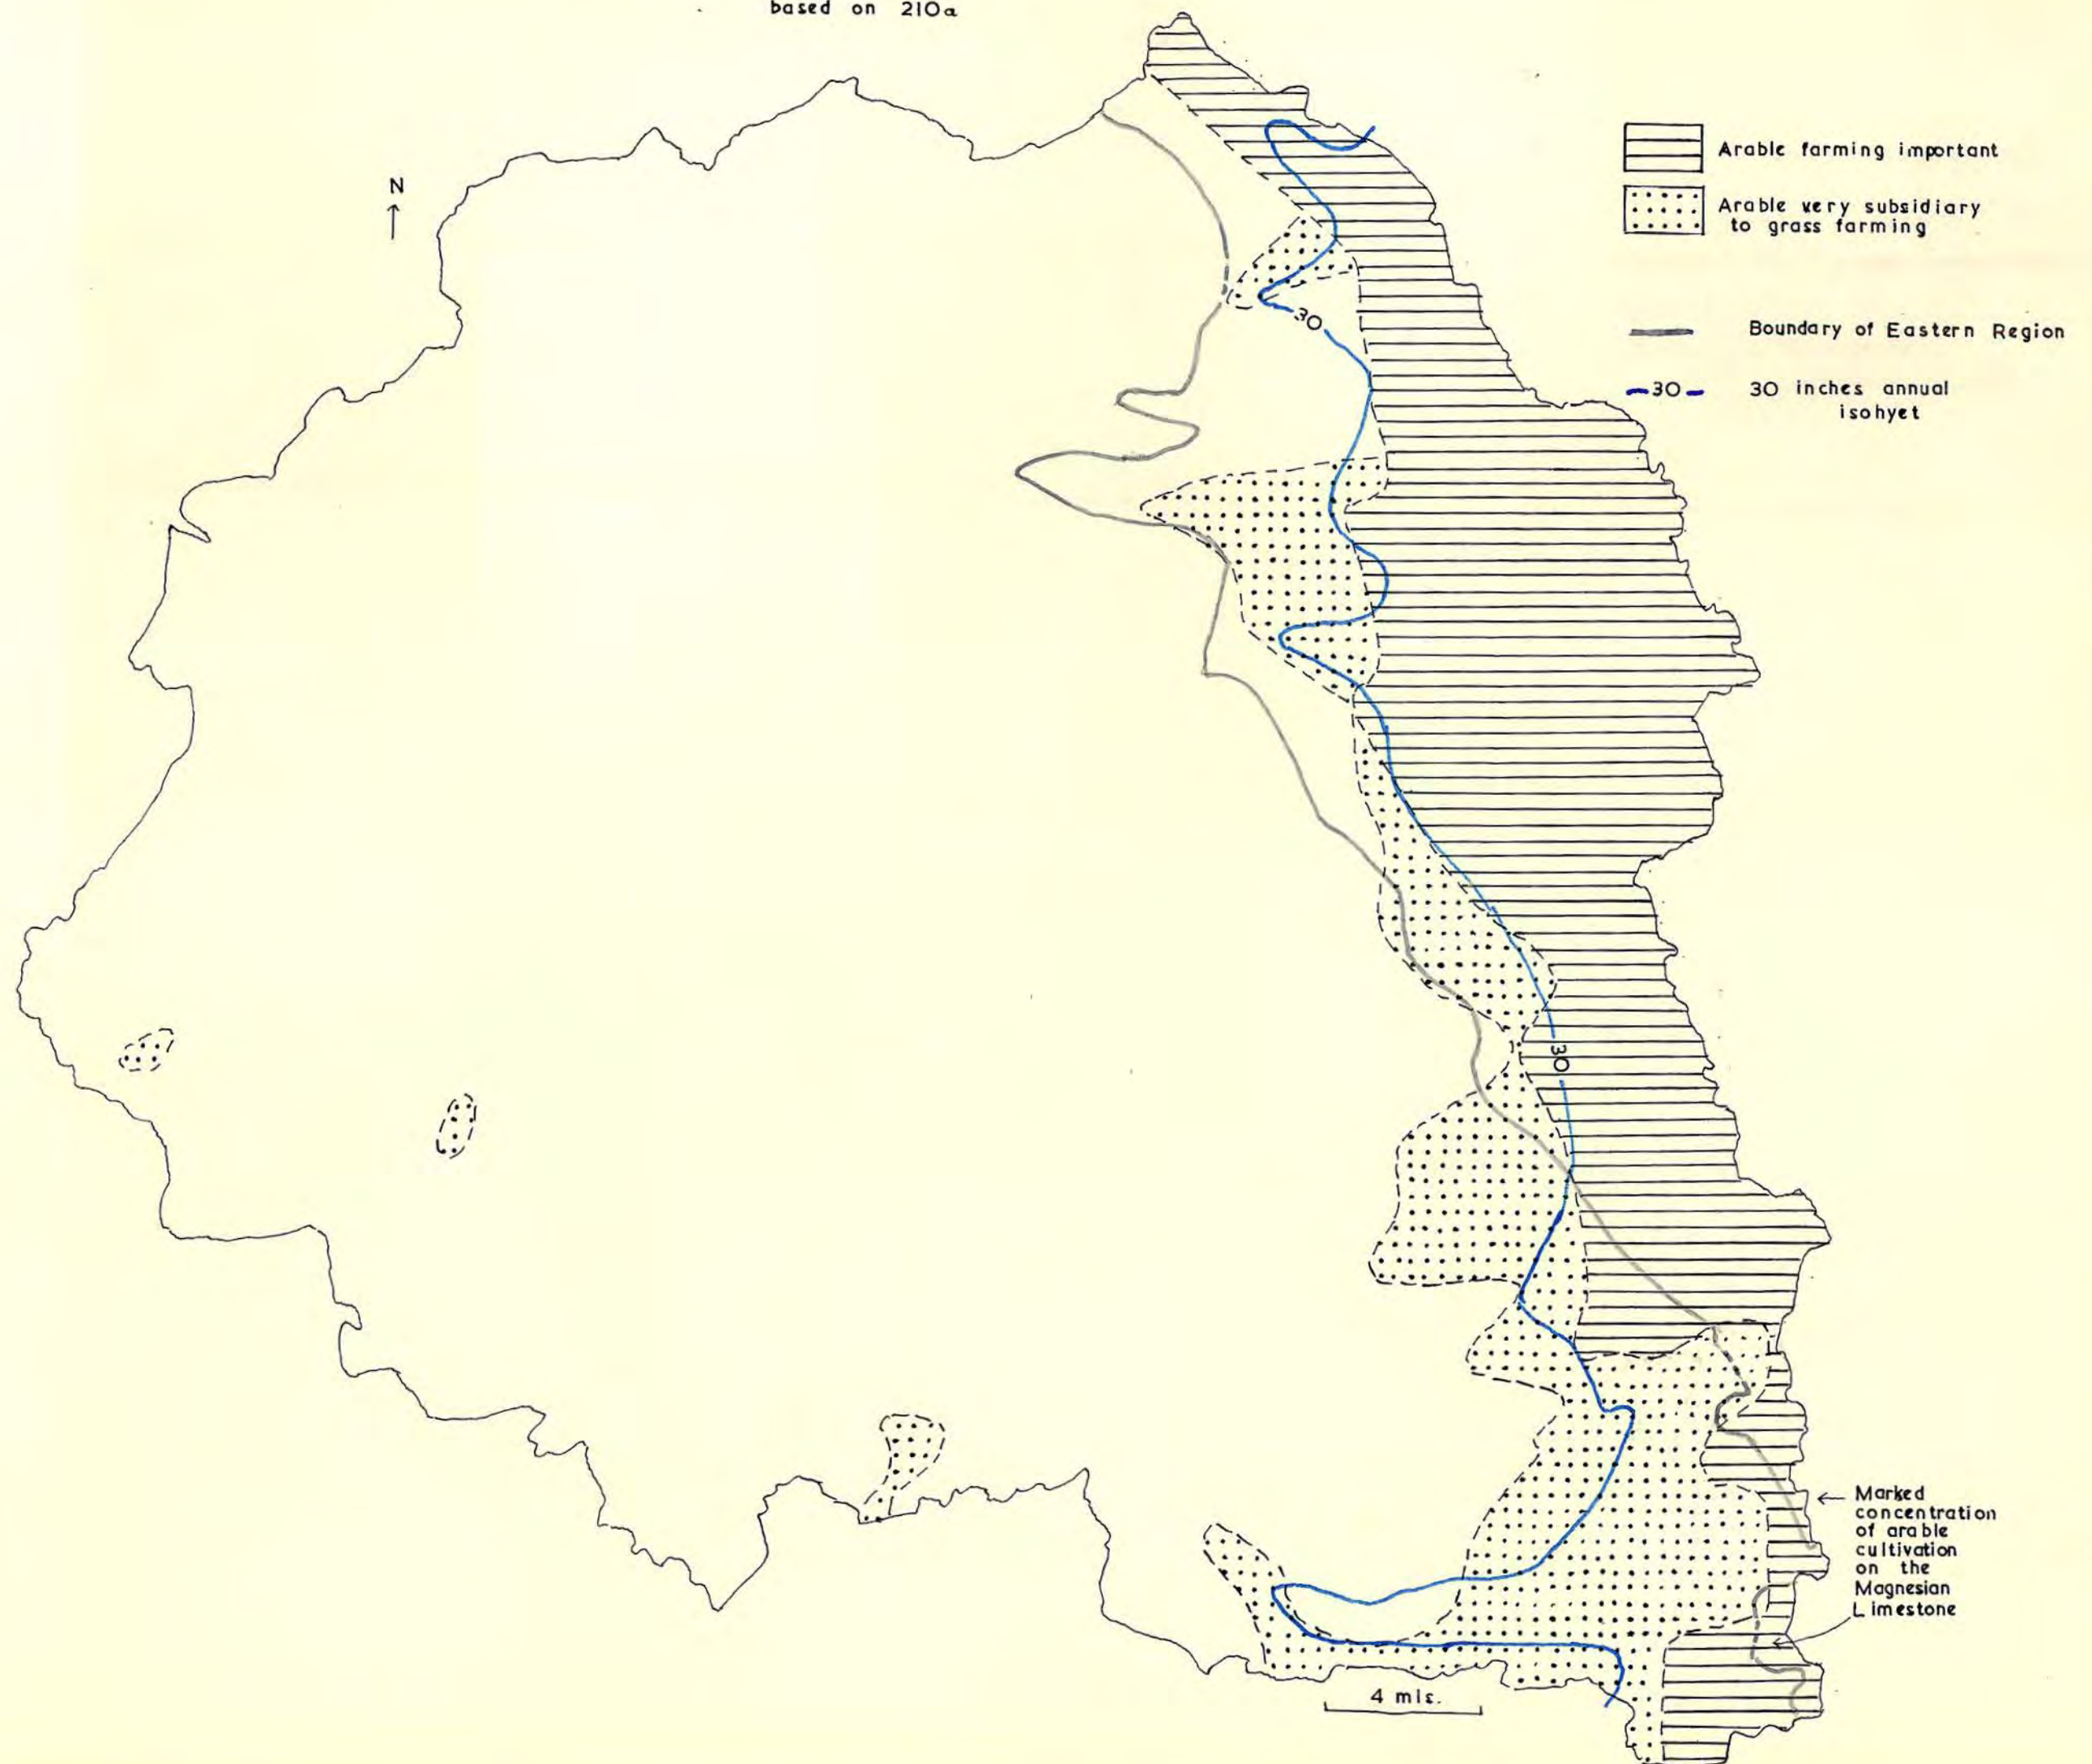 based on 210a
N
Arable farming important
Arable very subsidiary
to grass farming
Boundary of Eastern Region
30
30 inches annual
isohyet
30
30
Marked
concentration
of arable
cultivation
on the
Magnesian
Limestone
4 mls.